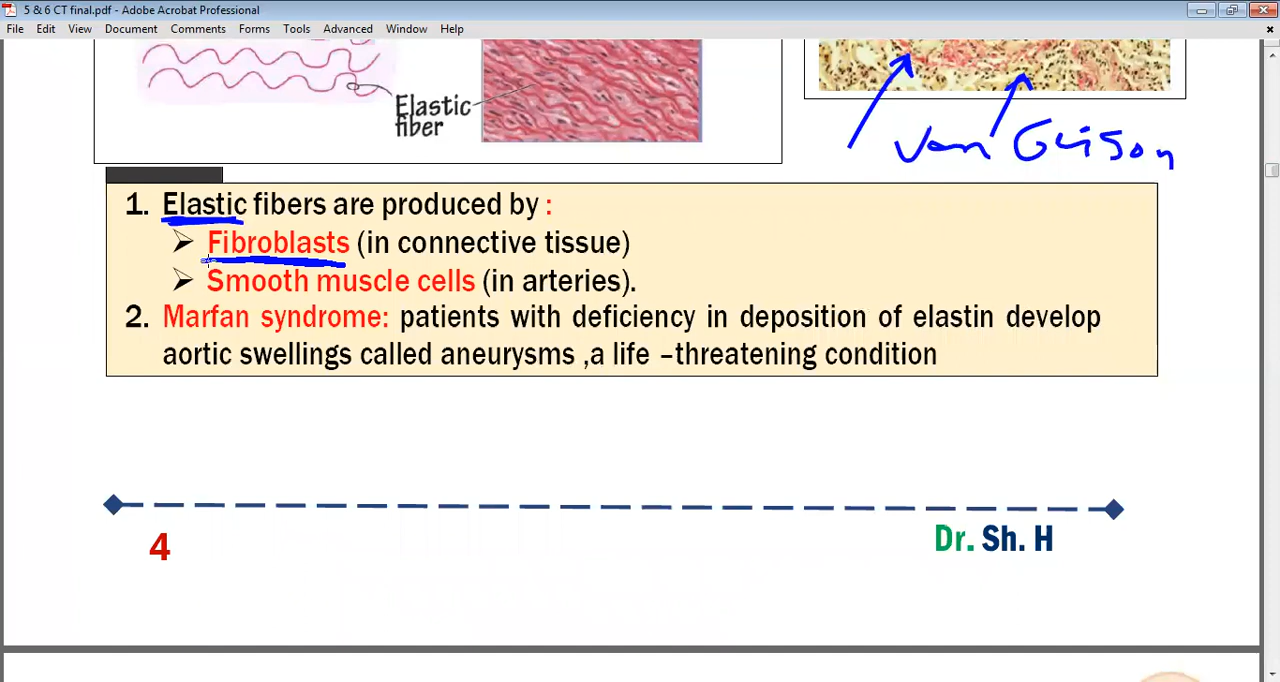 5 & 6 CT final.pdf - Adobe Acrobat Professional
File Edit View Document Comments Forms Tools Advanced Window Help
Elastic
fiber
Van Geison
1. Elastic fibers are produced by :
➢ Fibroblasts (in connective tissue)
➢ Smooth muscle cells (in arteries).
2. Marfan syndrome: patients with deficiency in deposition of elastin develop
aortic swellings called aneurysms ,a life –threatening condition
4
Dr. Sh. H